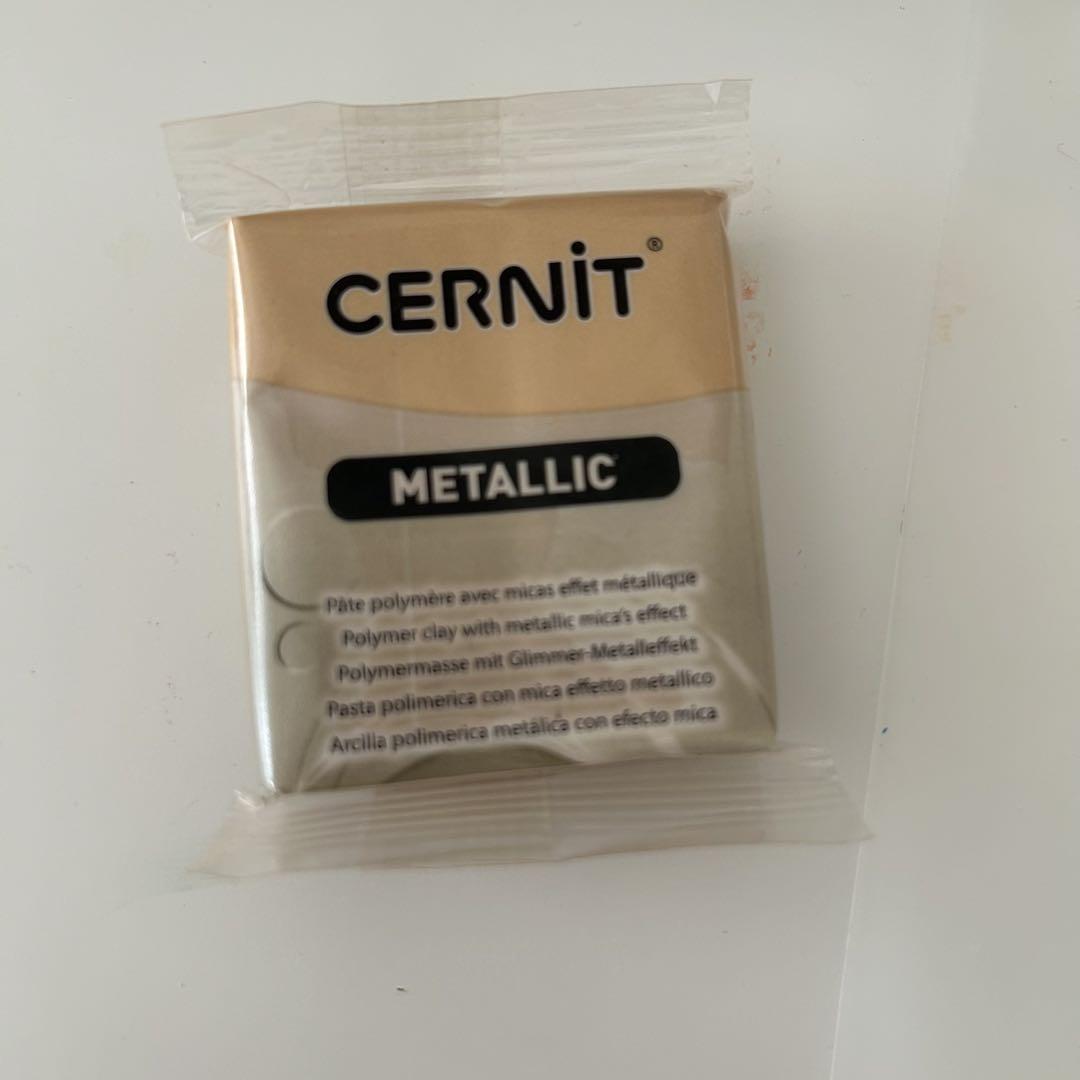 CERNiT®
METALLIC
Pâte polymère avec micas effet métallique
Polymer clay with metallic mica's effect
Polymermasse mit Glimmer-Metalleffekt
Pasta polimerica con mica effetto metallico
Arcilla polimerica metálica con efecto mica